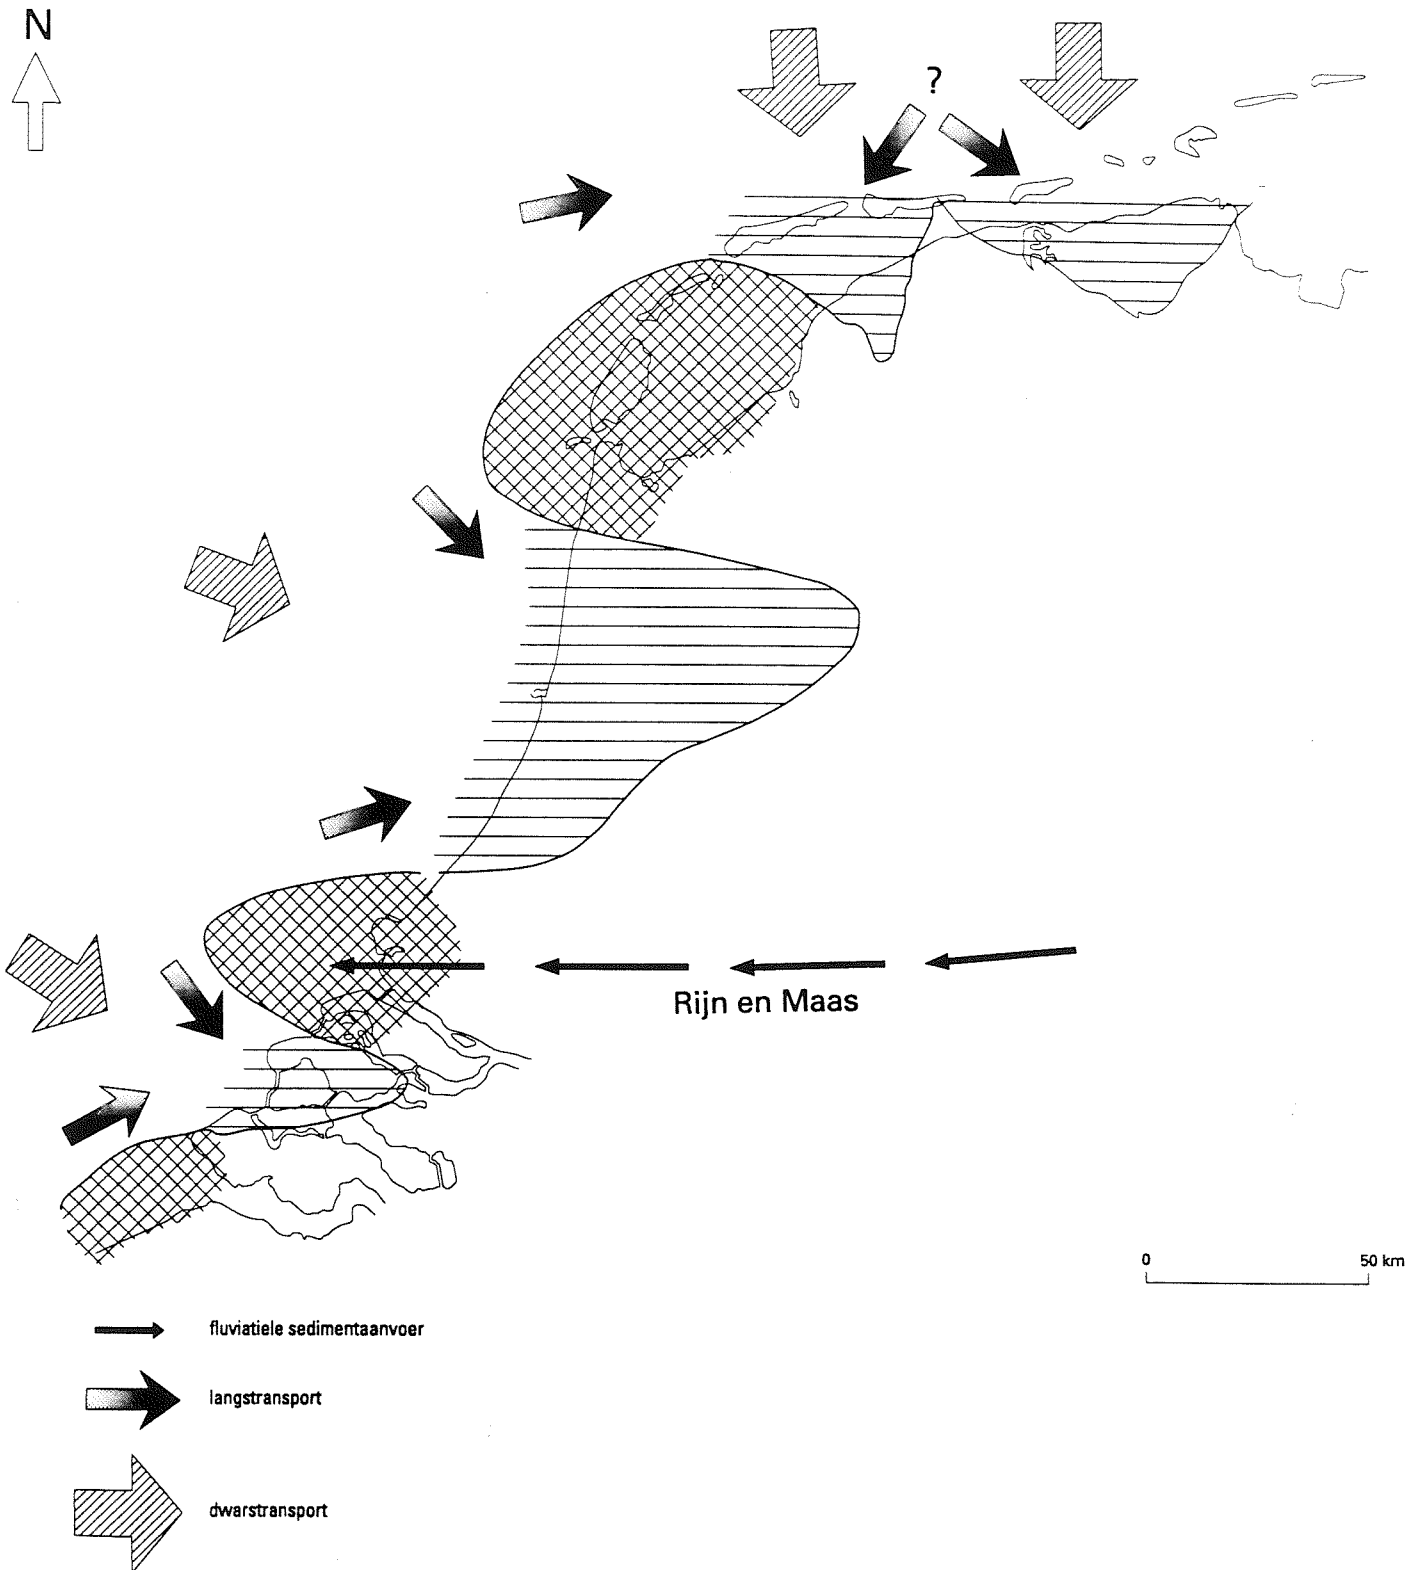 N
?
Rijn en Maas
0 50 km
fluviatiele sedimentaanvoer
langstransport
dwarstransport